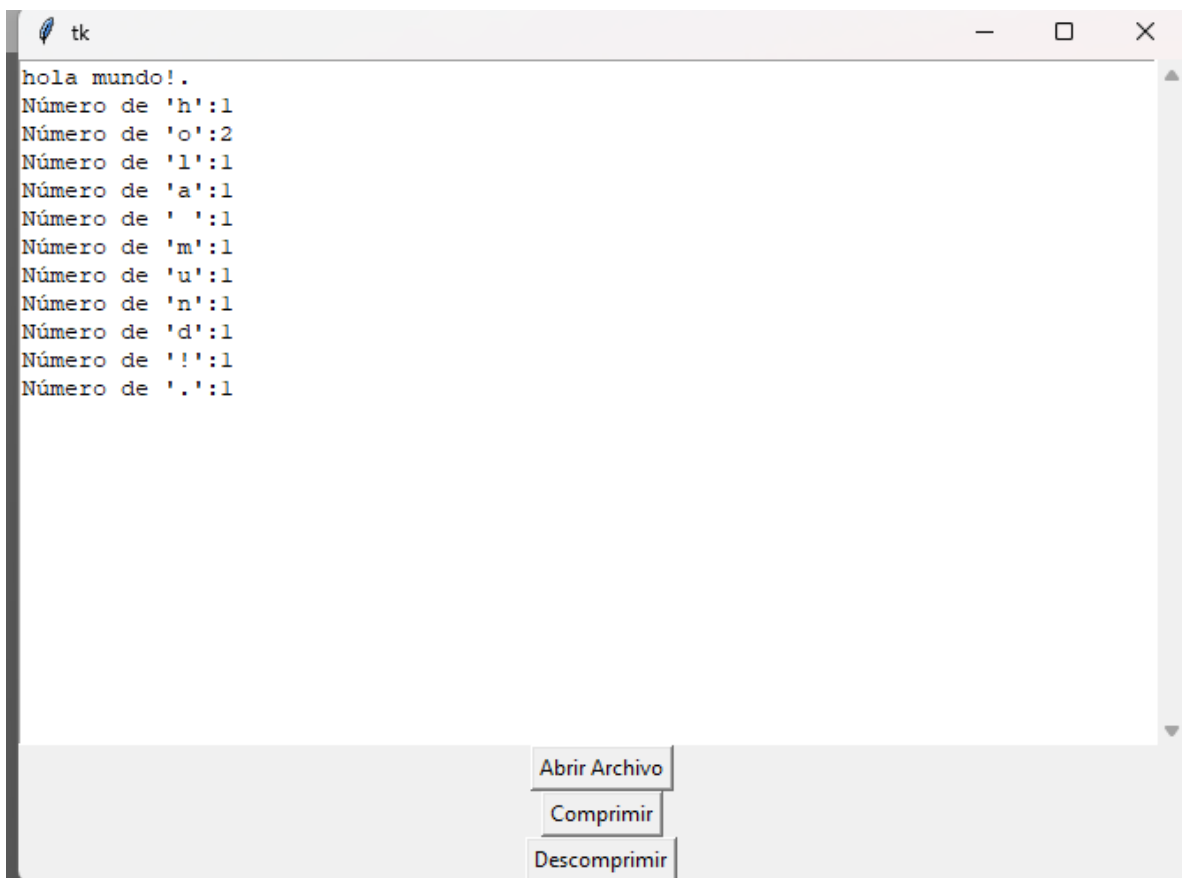 tk
hola mundo!.
Número de 'h':1
Número de 'o':2
Número de 'l':1
Número de 'a':1
Número de ' ':1
Número de 'm':1
Número de 'u':1
Número de 'n':1
Número de 'd':1
Número de '!':1
Número de '.':1
Abrir Archivo
Comprimir
Descomprimir